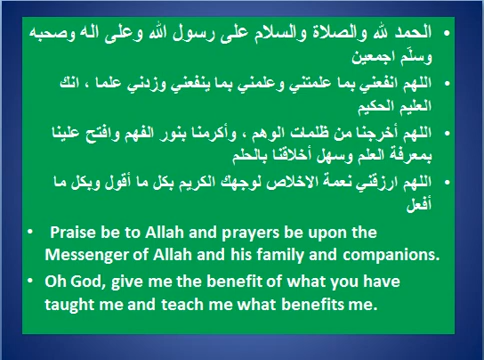 • الحمد لله والصلاة والسلام على رسول الله وعلى اله وصحبه
وسلّم اجمعين
• اللهم انفعني بما علمتني وعلمني بما ينفعني وزدني علما ، انك
العليم الحكيم
• اللهم أخرجنا من ظلمات الوهم ، وأكرمنا بنور الفهم وافتح علينا
بمعرفة العلم وسهل أخلاقنا بالحلم
• اللهم ارزقني نعمة الاخلاص لوجهك الكريم بكل ما أقول وبكل ما
أفعل
• Praise be to Allah and prayers be upon the
Messenger of Allah and his family and companions.
• Oh God, give me the benefit of what you have
taught me and teach me what benefits me.